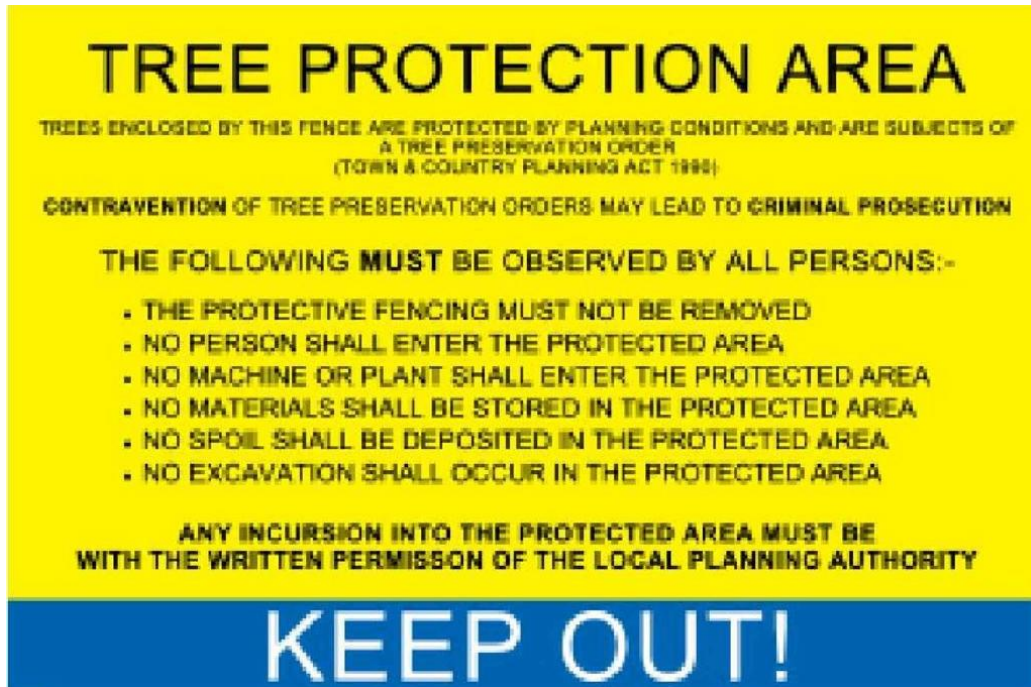 TREE PROTECTION AREA
TREES ENCLOSED BY THIS FENCE ARE PROTECTED BY PLANNING CONDITIONS AND ARE SUBJECTS OF
A TREE PRESERVATION ORDER
(TOWN & COUNTRY PLANNING ACT 1990)
CONTRAVENTION OF TREE PRESERVATION ORDERS MAY LEAD TO CRIMINAL PROSECUTION
THE FOLLOWING MUST BE OBSERVED BY ALL PERSONS:-
• THE PROTECTIVE FENCING MUST NOT BE REMOVED
• NO PERSON SHALL ENTER THE PROTECTED AREA
• NO MACHINE OR PLANT SHALL ENTER THE PROTECTED AREA
• NO MATERIALS SHALL BE STORED IN THE PROTECTED AREA
• NO SPOIL SHALL BE DEPOSITED IN THE PROTECTED AREA
• NO EXCAVATION SHALL OCCUR IN THE PROTECTED AREA
ANY INCURSION INTO THE PROTECTED AREA MUST BE
WITH THE WRITTEN PERMISSON OF THE LOCAL PLANNING AUTHORITY
KEEP OUT!